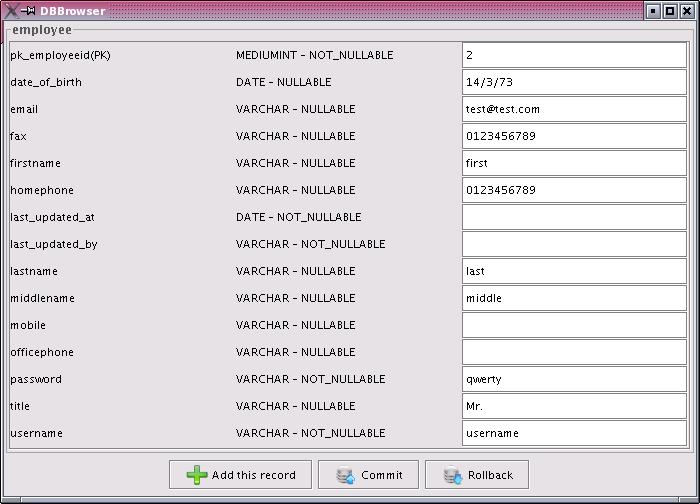 DBBrowser
employee
pk_employeeid(PK) MEDIUMINT - NOT_NULLABLE 2
date_of_birth DATE - NULLABLE 14/3/73
email VARCHAR - NULLABLE test@test.com
fax VARCHAR - NULLABLE 0123456789
firstname VARCHAR - NULLABLE first
homephone VARCHAR - NULLABLE 0123456789
last_updated_at DATE - NOT_NULLABLE
last_updated_by VARCHAR - NOT_NULLABLE
lastname VARCHAR - NULLABLE last
middlename VARCHAR - NULLABLE middle
mobile VARCHAR - NULLABLE
officephone VARCHAR - NULLABLE
password VARCHAR - NOT_NULLABLE qwerty
title VARCHAR - NULLABLE Mr.
username VARCHAR - NOT_NULLABLE username
Add this record Commit Rollback